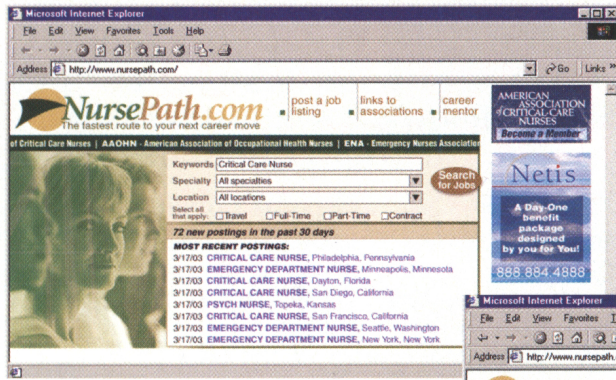 Microsoft Internet Explorer
File Edit View Favorites Tools Help
Address http://www.nursepath.com/ Go Links »
NursePath.com
The fastest route to your next career move
post a job listing
links to associations
career mentor
AMERICAN
ASSOCIATION
of CRITICAL-CARE
NURSES
Become a Member
of Critical Care Nurses | AAOHN - American Association of Occupational Health Nurses | ENA - Emergency Nurses Association
Keywords Critical Care Nurse
Specialty All specialties
Location All locations
Search for Jobs
Select all that apply: Travel Full-Time Part-Time Contract
72 new postings in the past 30 days
MOST RECENT POSTINGS:
3/17/03 CRITICAL CARE NURSE, Philadelphia, Pennsylvania
3/17/03 EMERGENCY DEPARTMENT NURSE, Minneapolis, Minnesota
3/17/03 CRITICAL CARE NURSE, Dayton, Florida
3/17/03 CRITICAL CARE NURSE, San Diego, California
3/17/03 PSYCH NURSE, Topeka, Kansas
3/17/03 CRITICAL CARE NURSE, San Francisco, California
3/17/03 EMERGENCY DEPARTMENT NURSE, Seattle, Washington
3/17/03 EMERGENCY DEPARTMENT NURSE, New York, New York
Netis
A Day-One
benefit
package
designed
by you for You!
888 884 4888
Microsoft Internet Explorer
File Edit View Favorites
Address http://www.nursepath.